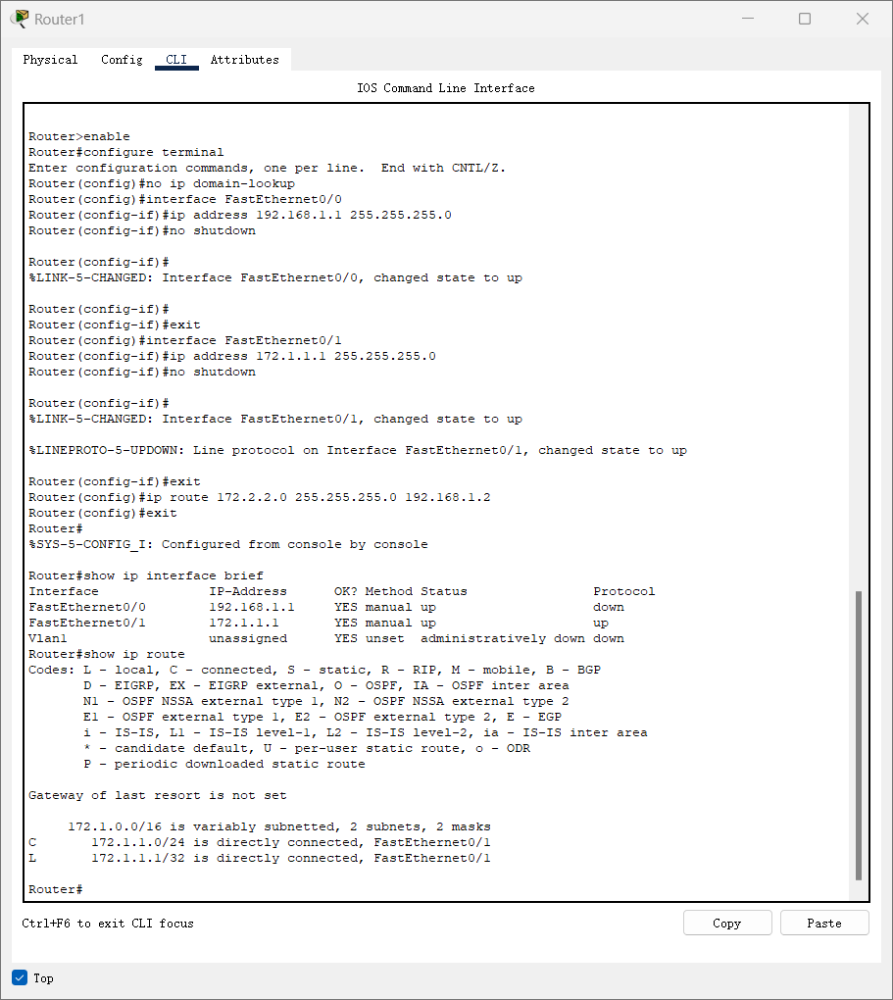 Router1
Physical Config CLI Attributes
IOS Command Line Interface
Router>enable
Router#configure terminal
Enter configuration commands, one per line.  End with CNTL/Z.
Router(config)#no ip domain-lookup
Router(config)#interface FastEthernet0/0
Router(config-if)#ip address 192.168.1.1 255.255.255.0
Router(config-if)#no shutdown
Router(config-if)#
%LINK-5-CHANGED: Interface FastEthernet0/0, changed state to up
Router(config-if)#
Router(config-if)#exit
Router(config)#interface FastEthernet0/1
Router(config-if)#ip address 172.1.1.1 255.255.255.0
Router(config-if)#no shutdown
Router(config-if)#
%LINK-5-CHANGED: Interface FastEthernet0/1, changed state to up
%LINEPROTO-5-UPDOWN: Line protocol on Interface FastEthernet0/1, changed state to up
Router(config-if)#exit
Router(config)#ip route 172.2.2.0 255.255.255.0 192.168.1.2
Router(config)#exit
Router#
%SYS-5-CONFIG_I: Configured from console by console
Router#show ip interface brief
Interface              IP-Address      OK? Method Status                Protocol
FastEthernet0/0        192.168.1.1     YES manual up                    down
FastEthernet0/1        172.1.1.1       YES manual up                    up
Vlan1                  unassigned      YES unset  administratively down down
Router#show ip route
Codes: L - local, C - connected, S - static, R - RIP, M - mobile, B - BGP
       D - EIGRP, EX - EIGRP external, O - OSPF, IA - OSPF inter area
       N1 - OSPF NSSA external type 1, N2 - OSPF NSSA external type 2
       E1 - OSPF external type 1, E2 - OSPF external type 2, E - EGP
       i - IS-IS, L1 - IS-IS level-1, L2 - IS-IS level-2, ia - IS-IS inter area
       * - candidate default, U - per-user static route, o - ODR
       P - periodic downloaded static route
Gateway of last resort is not set
     172.1.0.0/16 is variably subnetted, 2 subnets, 2 masks
C       172.1.1.0/24 is directly connected, FastEthernet0/1
L       172.1.1.1/32 is directly connected, FastEthernet0/1
Router#
Ctrl+F6 to exit CLI focus
Copy Paste
Top